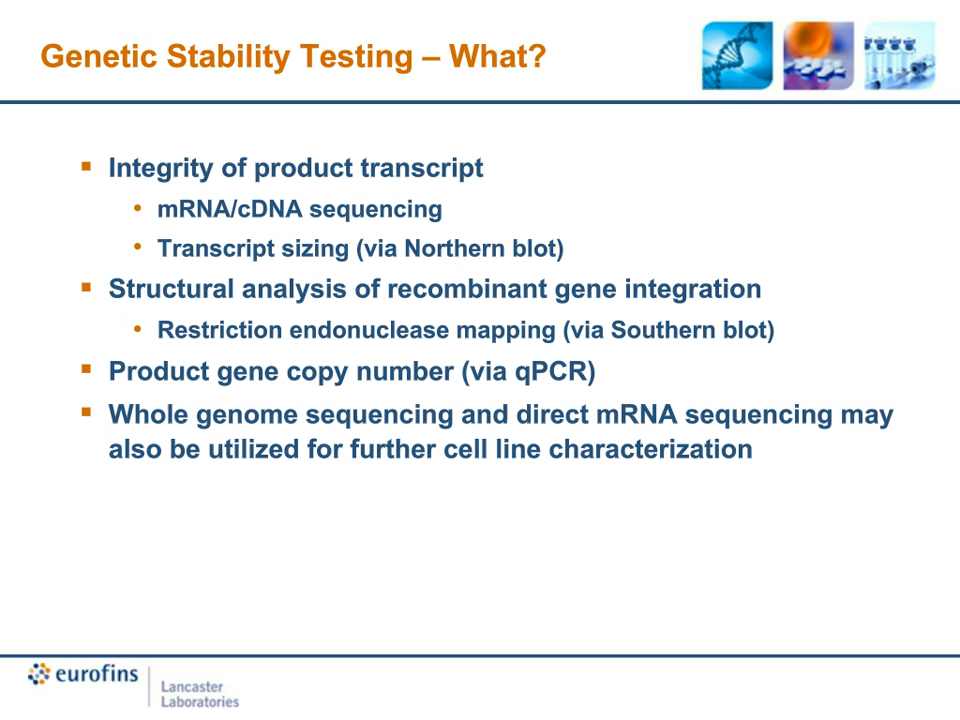 Genetic Stability Testing – What?
Integrity of product transcript
mRNA/cDNA sequencing
Transcript sizing (via Northern blot)
Structural analysis of recombinant gene integration
Restriction endonuclease mapping (via Southern blot)
Product gene copy number (via qPCR)
Whole genome sequencing and direct mRNA sequencing may
also be utilized for further cell line characterization
eurofins
Lancaster
Laboratories